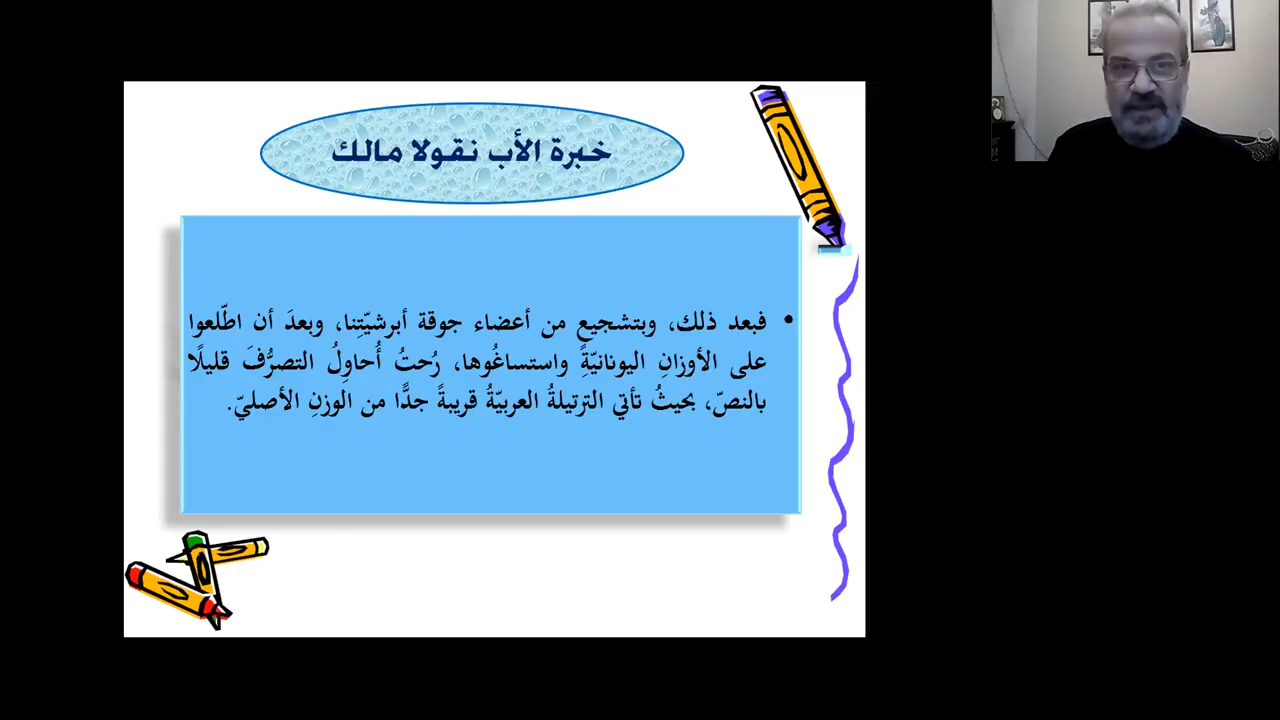 خبرة الأب نقولا مالك
• فبعد ذلك، وبتشجيعٍ من أعضاء جوقة أبرشيّتِنا، وبعدَ أن اطّلعوا
على الأوزانِ اليونانيّةِ واستساغُوها، رُحتُ أُحاوِلُ التصرُّفَ قليلًا
بالنصّ، بحيثُ تأتي الترتيلةُ العربيّةُ قريبةً جدًّا من الوزنِ الأصليّ.